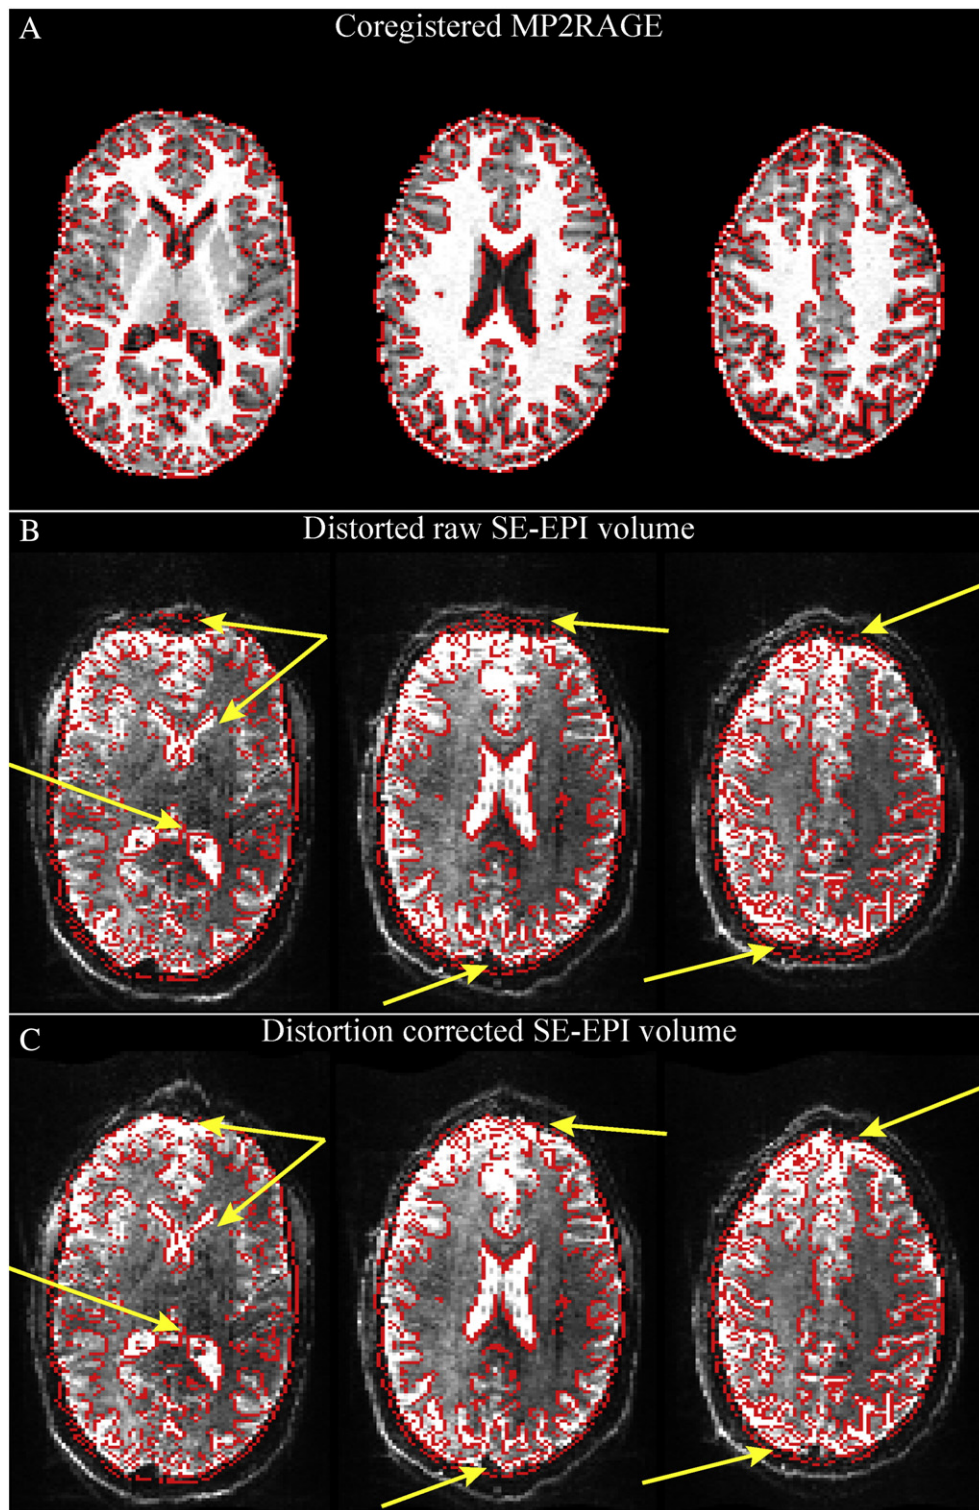 A
Coregistered MP2RAGE
B
Distorted raw SE-EPI volume
C
Distortion corrected SE-EPI volume